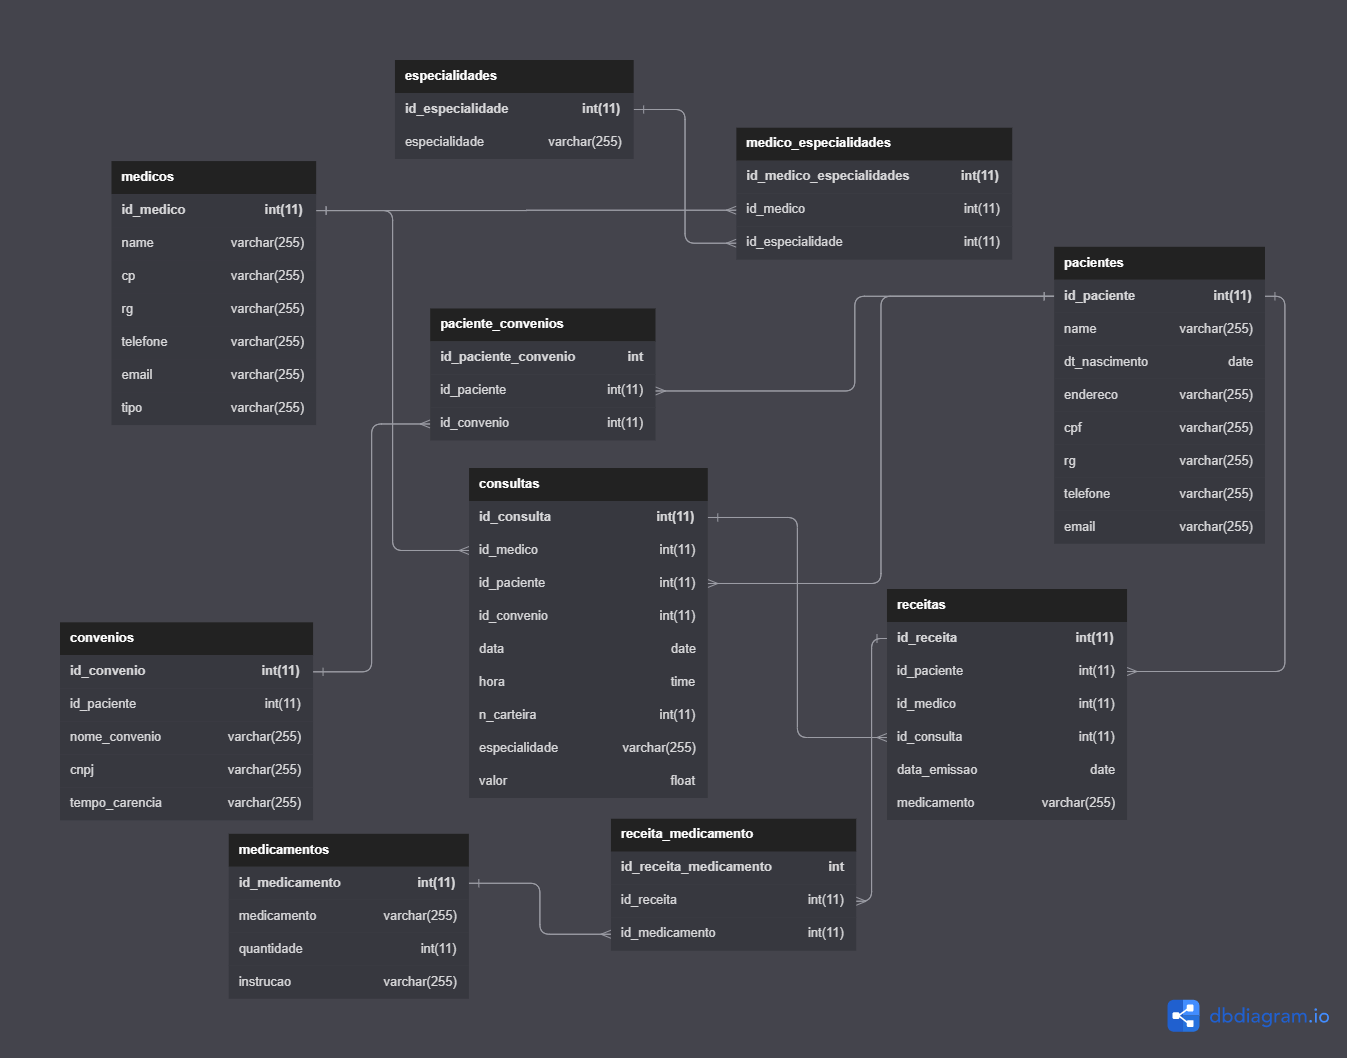 especialidades
id_especialidade int(11)
especialidade varchar(255)
medico_especialidades
id_medico_especialidades int(11)
id_medico int(11)
id_especialidade int(11)
medicos
id_medico int(11)
name varchar(255)
cp varchar(255)
rg varchar(255)
telefone varchar(255)
email varchar(255)
tipo varchar(255)
pacientes
id_paciente int(11)
name varchar(255)
dt_nascimento date
endereco varchar(255)
cpf varchar(255)
rg varchar(255)
telefone varchar(255)
email varchar(255)
paciente_convenios
id_paciente_convenio int
id_paciente int(11)
id_convenio int(11)
consultas
id_consulta int(11)
id_medico int(11)
id_paciente int(11)
id_convenio int(11)
data date
hora time
n_carteira int(11)
especialidade varchar(255)
valor float
receitas
id_receita int(11)
id_paciente int(11)
id_medico int(11)
id_consulta int(11)
data_emissao date
medicamento varchar(255)
convenios
id_convenio int(11)
id_paciente int(11)
nome_convenio varchar(255)
cnpj varchar(255)
tempo_carencia varchar(255)
medicamentos
id_medicamento int(11)
medicamento varchar(255)
quantidade int(11)
instrucao varchar(255)
receita_medicamento
id_receita_medicamento int
id_receita int(11)
id_medicamento int(11)
dbdiagram.io